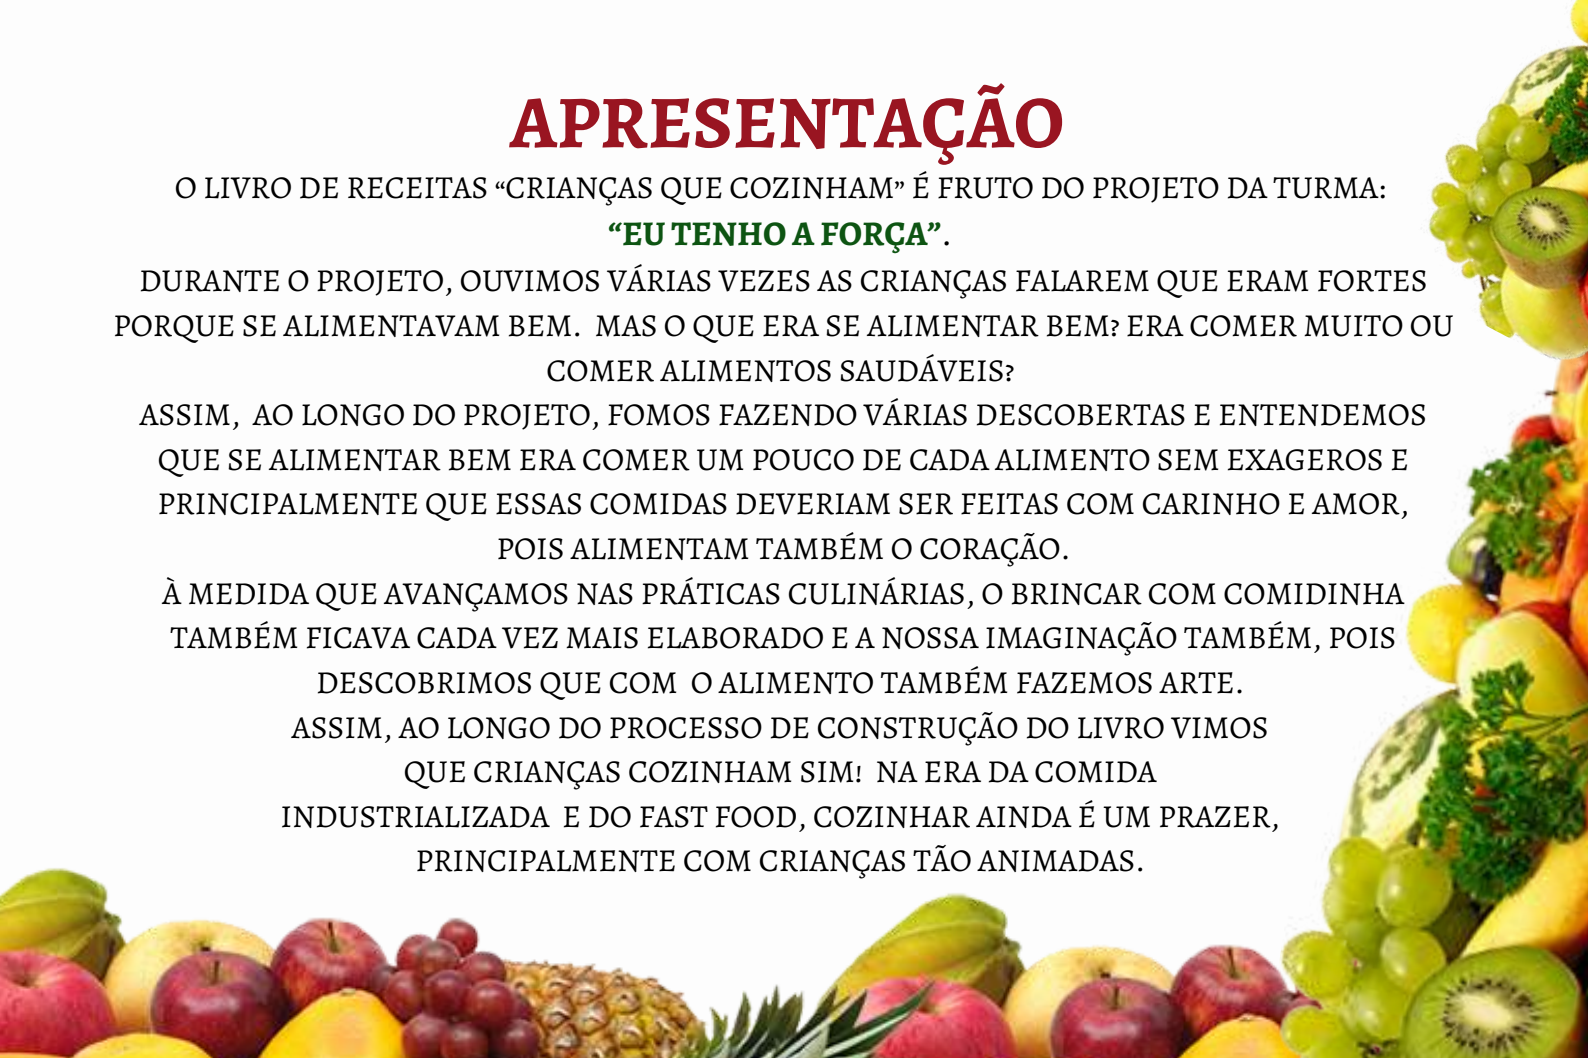 APRESENTAÇÃO
O LIVRO DE RECEITAS “CRIANÇAS QUE COZINHAM” É FRUTO DO PROJETO DA TURMA:
“EU TENHO A FORÇA”.
DURANTE O PROJETO, OUVIMOS VÁRIAS VEZES AS CRIANÇAS FALAREM QUE ERAM FORTES
PORQUE SE ALIMENTAVAM BEM. MAS O QUE ERA SE ALIMENTAR BEM? ERA COMER MUITO OU
COMER ALIMENTOS SAUDÁVEIS?
ASSIM, AO LONGO DO PROJETO, FOMOS FAZENDO VÁRIAS DESCOBERTAS E ENTENDEMOS
QUE SE ALIMENTAR BEM ERA COMER UM POUCO DE CADA ALIMENTO SEM EXAGEROS E
PRINCIPALMENTE QUE ESSAS COMIDAS DEVERIAM SER FEITAS COM CARINHO E AMOR,
POIS ALIMENTAM TAMBÉM O CORAÇÃO.
À MEDIDA QUE AVANÇAMOS NAS PRÁTICAS CULINÁRIAS, O BRINCAR COM COMIDINHA
TAMBÉM FICAVA CADA VEZ MAIS ELABORADO E A NOSSA IMAGINAÇÃO TAMBÉM, POIS
DESCOBRIMOS QUE COM O ALIMENTO TAMBÉM FAZEMOS ARTE.
ASSIM, AO LONGO DO PROCESSO DE CONSTRUÇÃO DO LIVRO VIMOS
QUE CRIANÇAS COZINHAM SIM! NA ERA DA COMIDA
INDUSTRIALIZADA E DO FAST FOOD, COZINHAR AINDA É UM PRAZER,
PRINCIPALMENTE COM CRIANÇAS TÃO ANIMADAS.